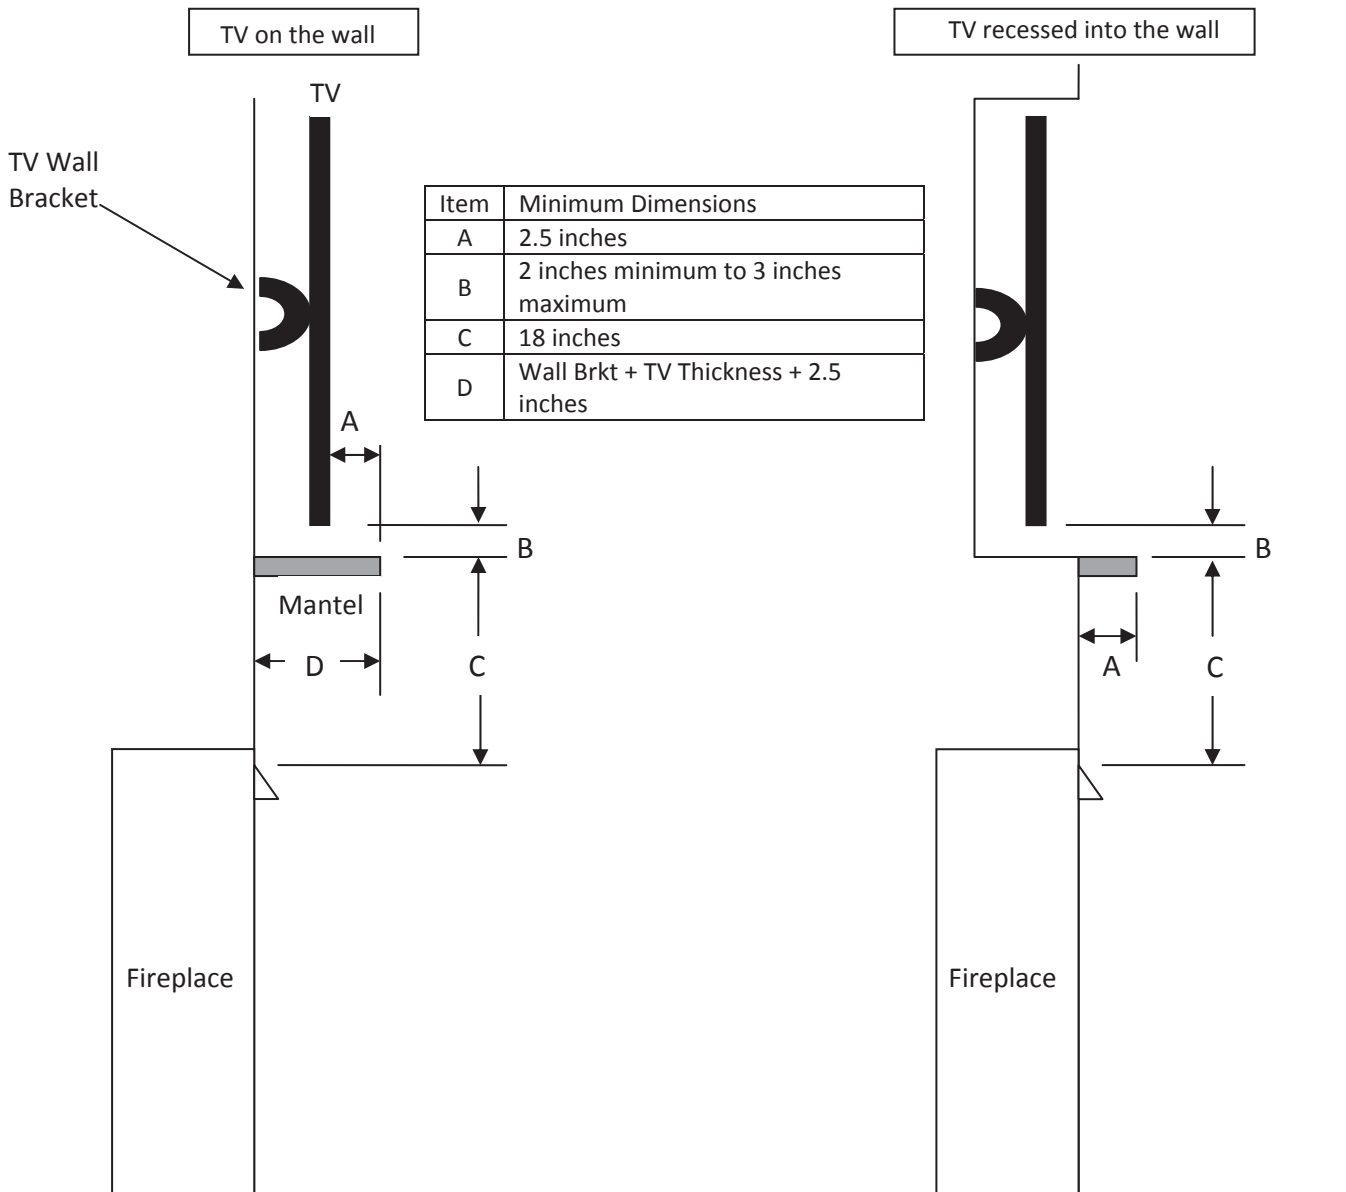 TV on the wall
TV recessed into the wall
TV
TV Wall
Bracket
Item Minimum Dimensions
A 2.5 inches
B 2 inches minimum to 3 inches
maximum
C 18 inches
D Wall Brkt + TV Thickness + 2.5
inches
A
B
B
Mantel
D
C
A
C
Fireplace
Fireplace